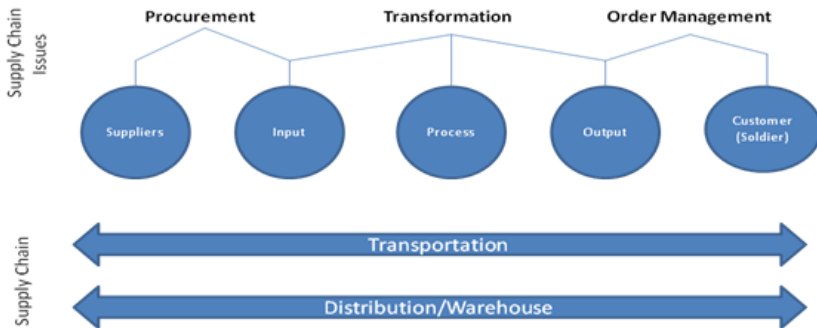 Supply Chain
Issues
Procurement
Transformation
Order Management
Suppliers
Input
Process
Output
Customer
(Soldier)
Supply Chain
Transportation
Distribution/Warehouse